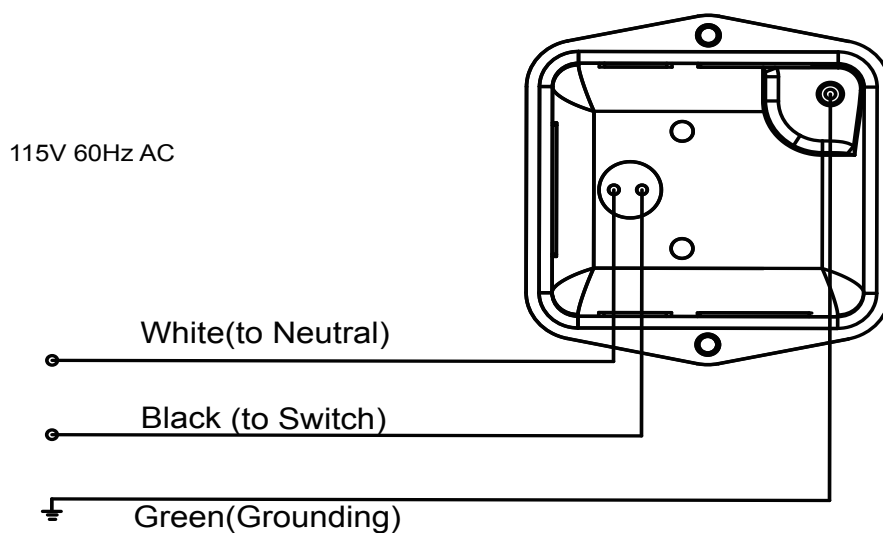 115V 60Hz AC
White(to Neutral)
Black (to Switch)
Green(Grounding)